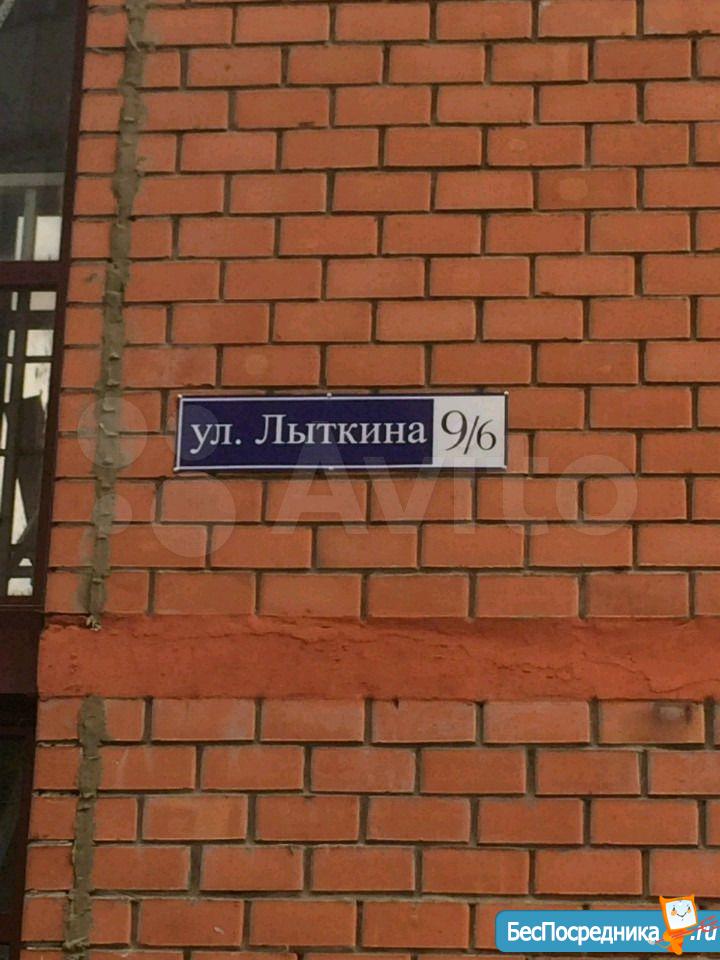 ул. Лыткина 9/6
Avito
БесПосредника.ru